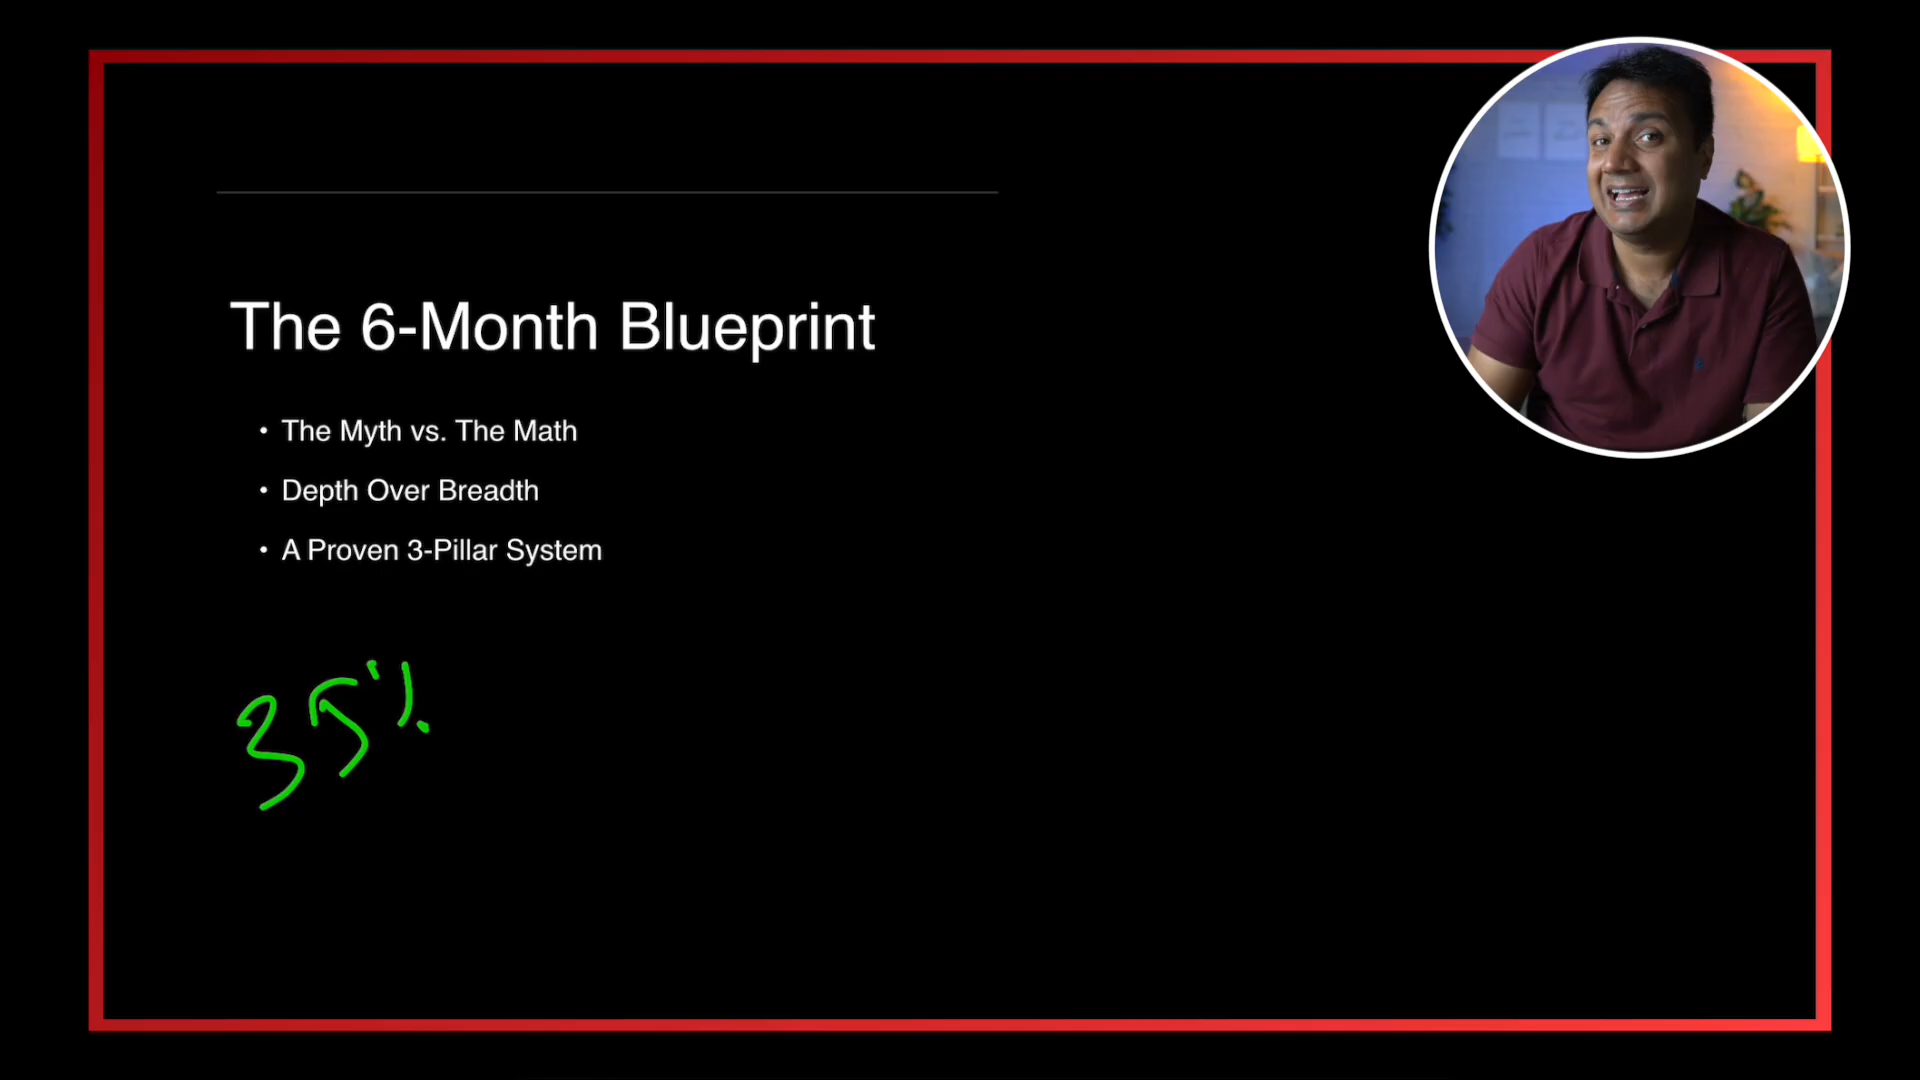 The 6-Month Blueprint
• The Myth vs. The Math
• Depth Over Breadth
• A Proven 3-Pillar System
35%